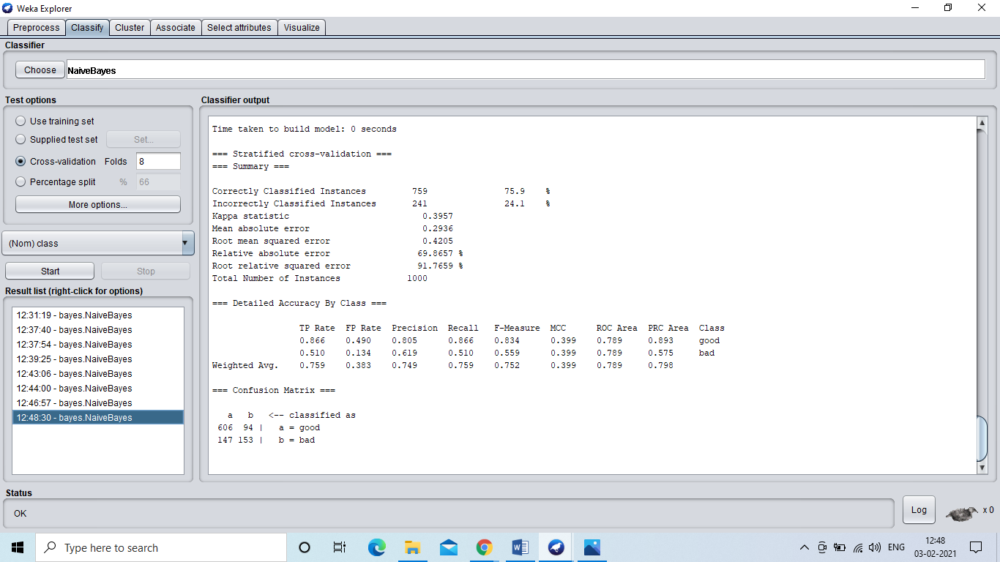 Weka Explorer
Preprocess Classify Cluster Associate Select attributes Visualize
Classifier
Choose NaiveBayes
Test options
Use training set
Supplied test set Set...
Cross-validation Folds 8
Percentage split % 66
More options...
(Nom) class
Start Stop
Result list (right-click for options)
12:31:19 - bayes.NaiveBayes
12:37:40 - bayes.NaiveBayes
12:37:54 - bayes.NaiveBayes
12:39:25 - bayes.NaiveBayes
12:43:06 - bayes.NaiveBayes
12:44:00 - bayes.NaiveBayes
12:46:57 - bayes.NaiveBayes
12:48:30 - bayes.NaiveBayes
Classifier output
Time taken to build model: 0 seconds
=== Stratified cross-validation ===
=== Summary ===
Correctly Classified Instances 759 75.9 %
Incorrectly Classified Instances 241 24.1 %
Kappa statistic 0.3957
Mean absolute error 0.2936
Root mean squared error 0.4205
Relative absolute error 69.8657 %
Root relative squared error 91.7659 %
Total Number of Instances 1000
=== Detailed Accuracy By Class ===
TP Rate FP Rate Precision Recall F-Measure MCC ROC Area PRC Area Class
0.866 0.490 0.805 0.866 0.834 0.399 0.789 0.893 good
0.510 0.134 0.619 0.510 0.559 0.399 0.789 0.575 bad
Weighted Avg. 0.759 0.383 0.749 0.759 0.752 0.399 0.789 0.798
=== Confusion Matrix ===
a b <-- classified as
606 94 | a = good
147 153 | b = bad
Status
OK
Log
x 0
Type here to search
ENG
12:48
03-02-2021